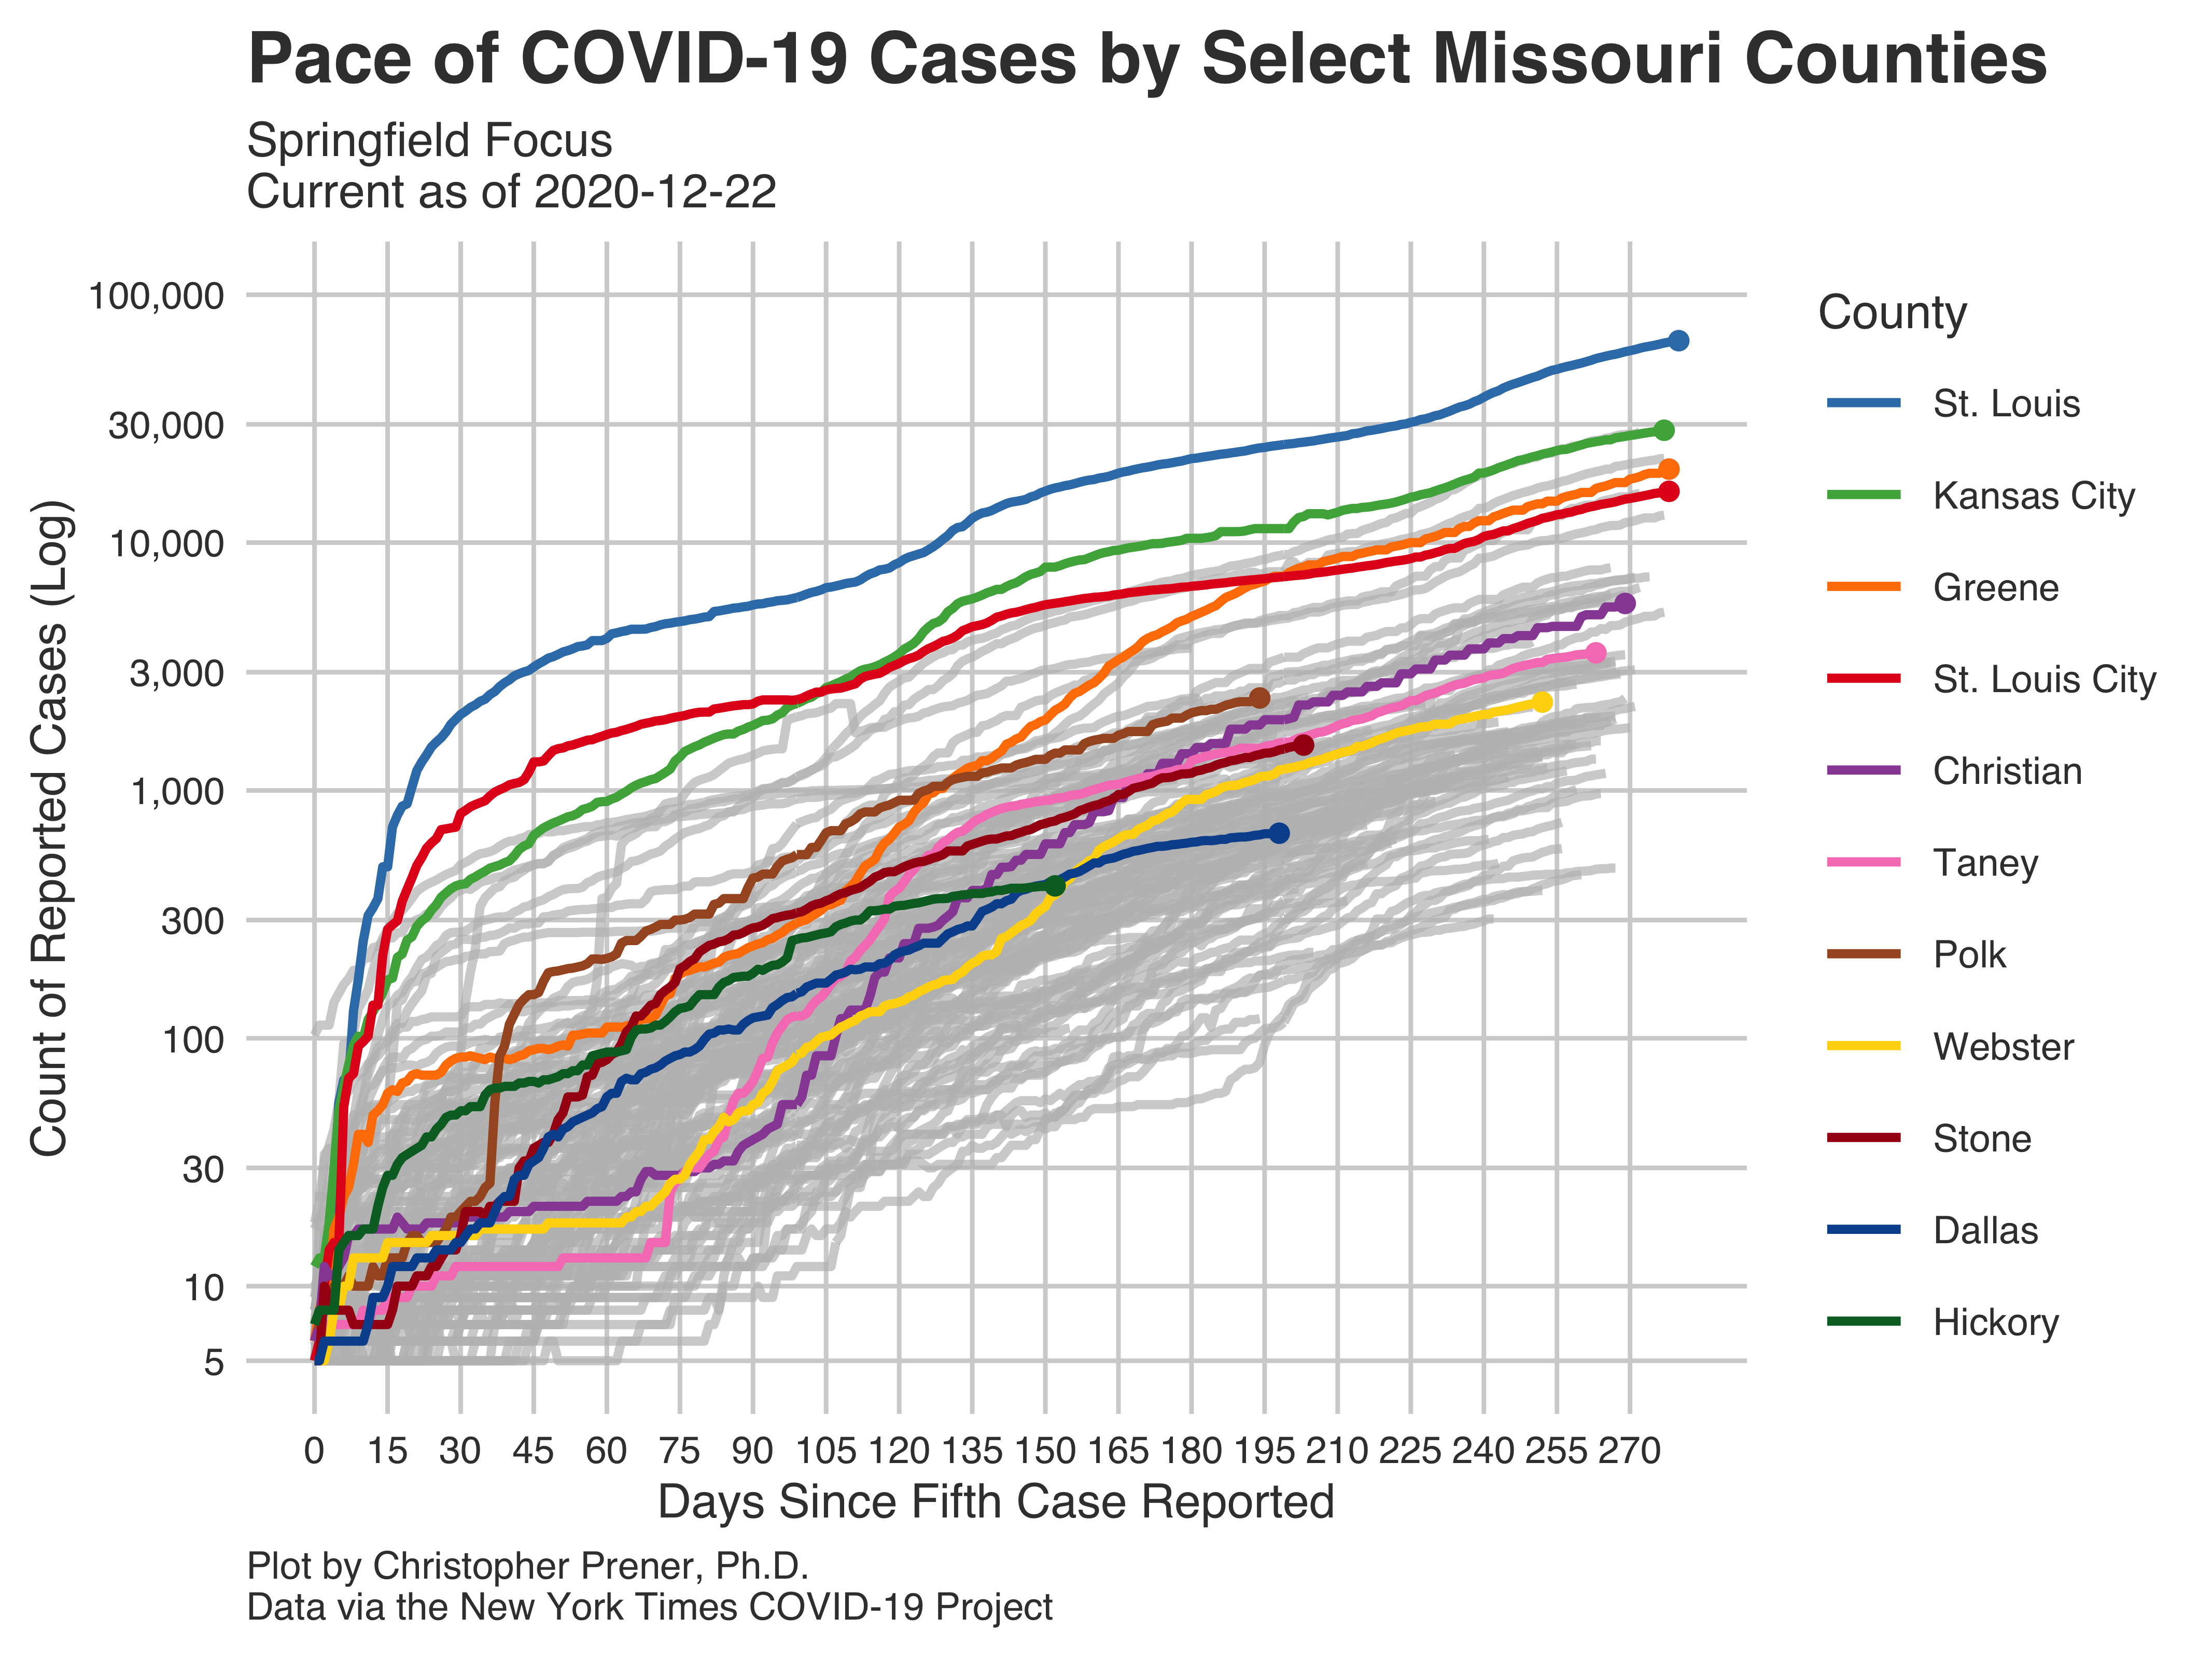 Pace of COVID-19 Cases by Select Missouri Counties
Springfield Focus
Current as of 2020-12-22
100,000
30,000
10,000
3,000
1,000
300
100
30
10
5
Count of Reported Cases (Log)
0 15 30 45 60 75 90 105 120 135 150 165 180 195 210 225 240 255 270
Days Since Fifth Case Reported
County
St. Louis
Kansas City
Greene
St. Louis City
Christian
Taney
Polk
Webster
Stone
Dallas
Hickory
Plot by Christopher Prener, Ph.D.
Data via the New York Times COVID-19 Project